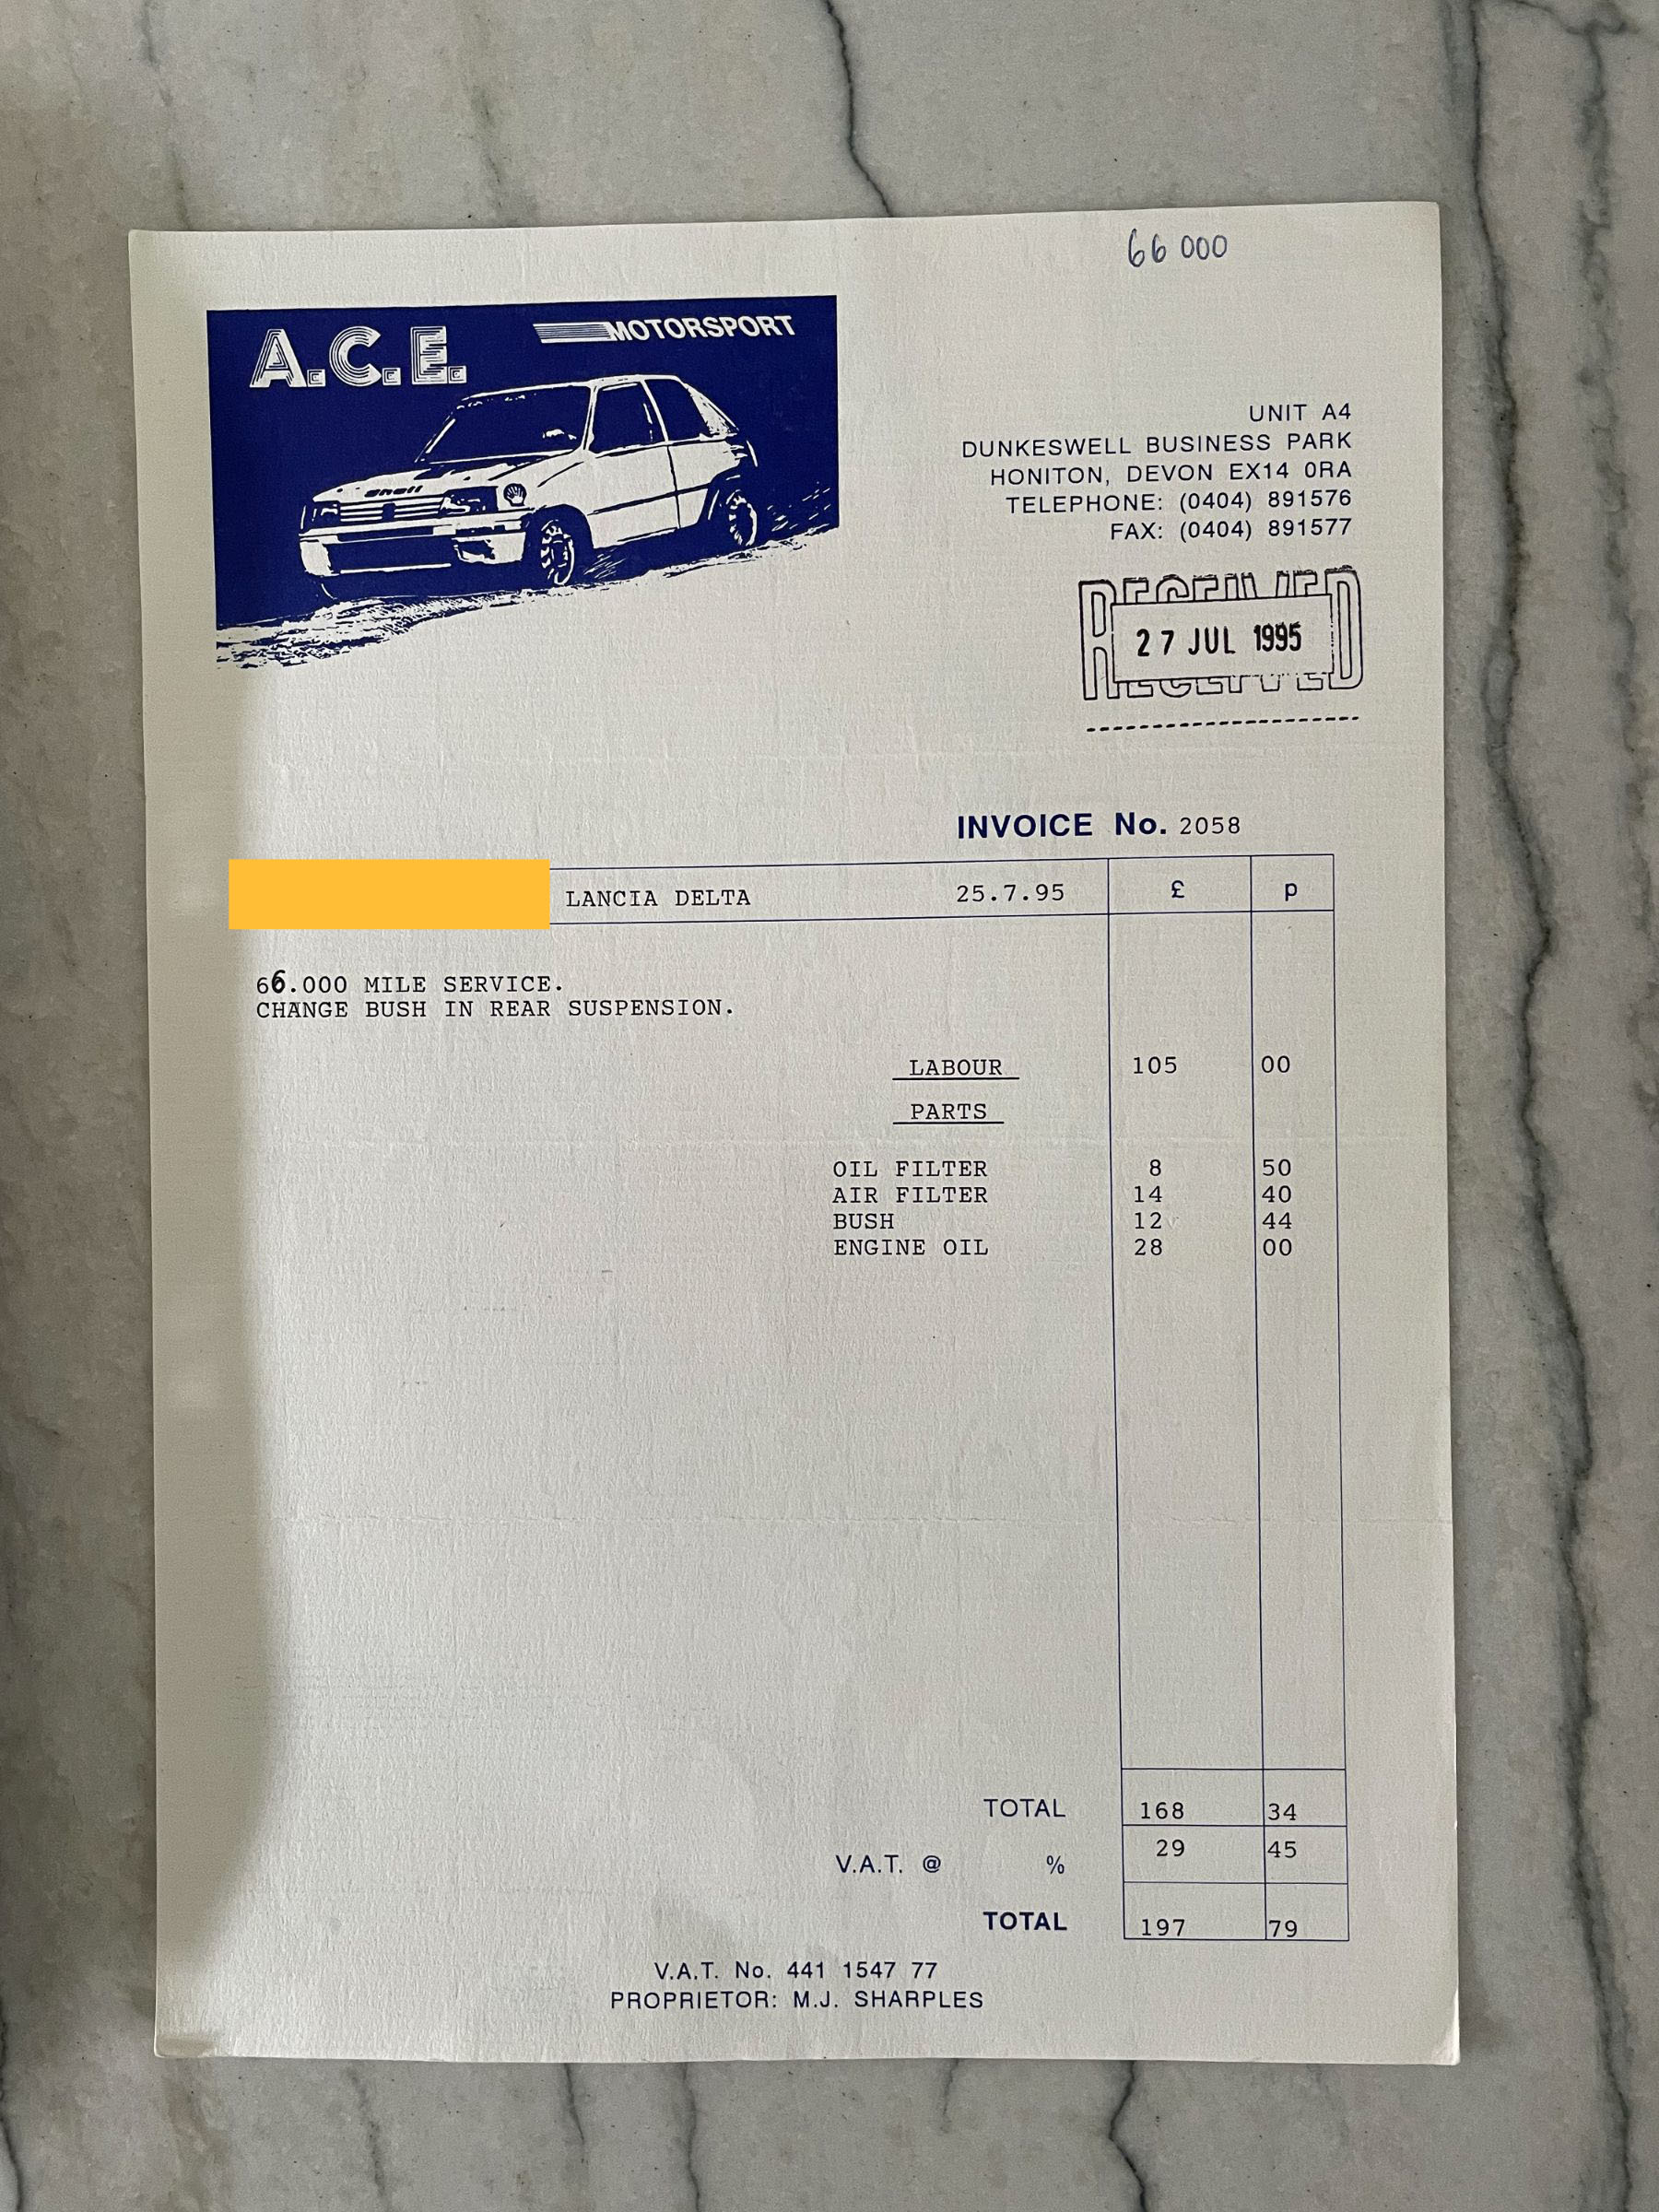 66 000
A.C.E. MOTORSPORT
Shell
UNIT A4
DUNKESWELL BUSINESS PARK
HONITON, DEVON EX14 0RA
TELEPHONE: (0404) 891576
FAX: (0404) 891577
RECEIVED
27 JUL 1995
RECEIVED
INVOICE No. 2058
LANCIA DELTA 25.7.95 £ p
66.000 MILE SERVICE.
CHANGE BUSH IN REAR SUSPENSION.
LABOUR 105 00
PARTS
OIL FILTER 8 50
AIR FILTER 14 40
BUSH 12 44
ENGINE OIL 28 00
TOTAL 168 34
V.A.T. @ % 29 45
TOTAL 197 79
V.A.T. No. 441 1547 77
PROPRIETOR: M.J. SHARPLES